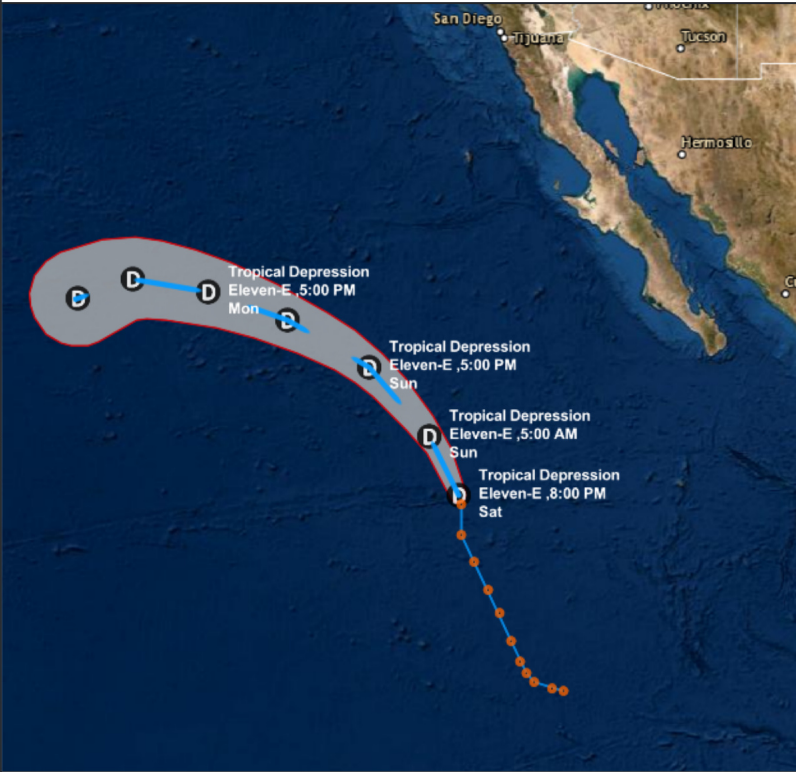 San Diego
Tijuana
Tucson
Hermosillo
D
D
Tropical Depression
Eleven-E ,5:00 PM
Mon
D
D
D
Tropical Depression
Eleven-E ,5:00 PM
Sun
D
D
Tropical Depression
Eleven-E ,5:00 AM
Sun
Tropical Depression
Eleven-E ,8:00 PM
Sat
D